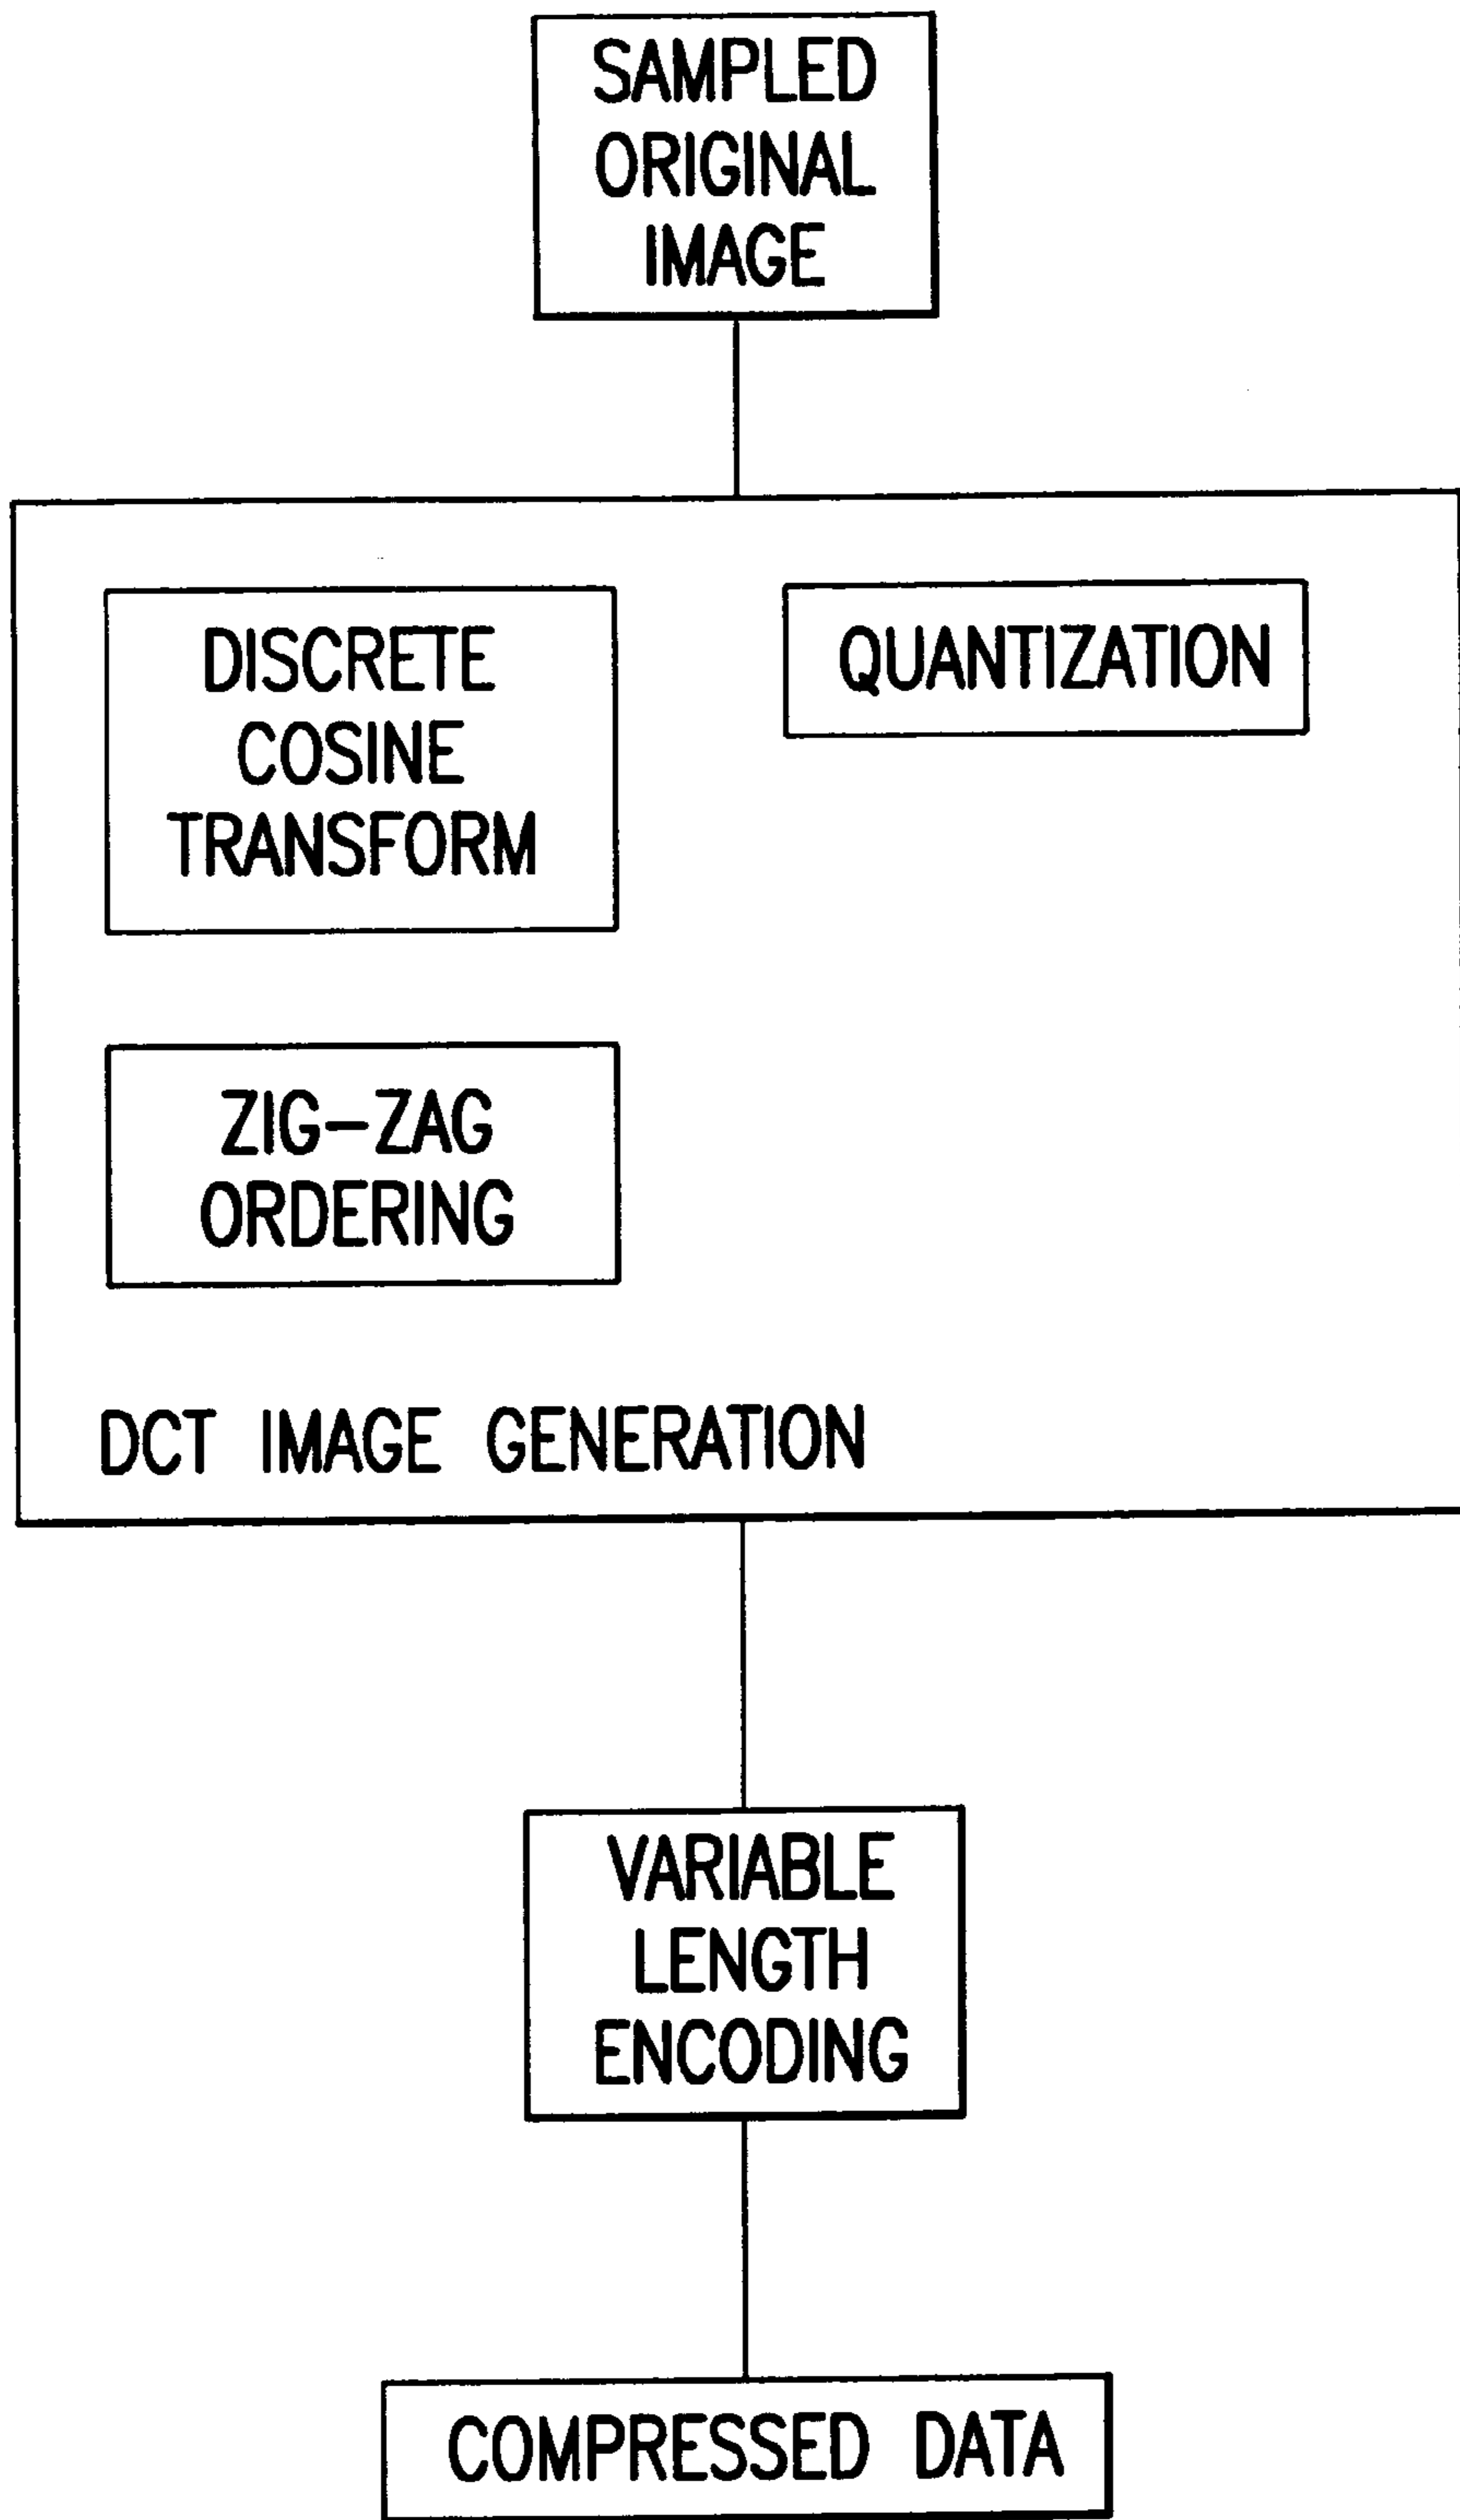 SAMPLED
ORIGINAL
IMAGE
DISCRETE
COSINE
TRANSFORM
QUANTIZATION
ZIG-ZAG
ORDERING
DCT IMAGE GENERATION
VARIABLE
LENGTH
ENCODING
COMPRESSED DATA